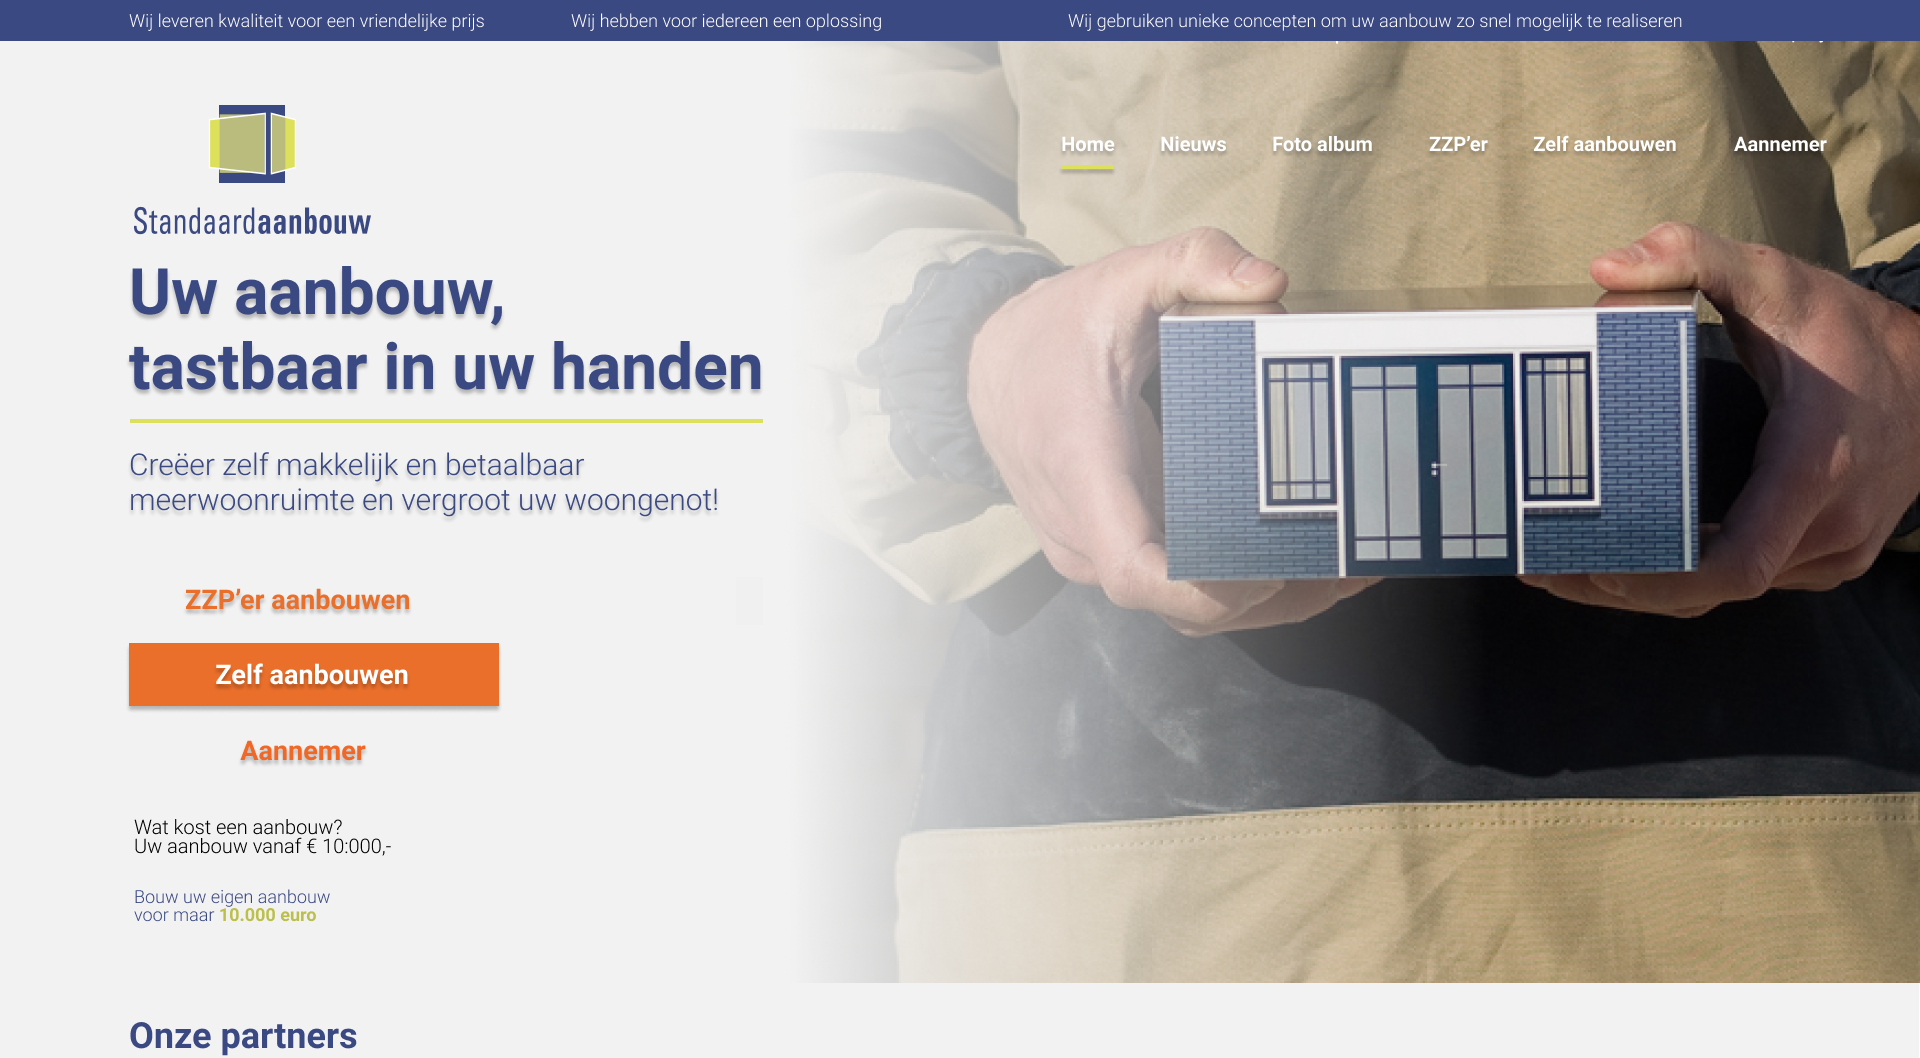 Wij leveren kwaliteit voor een vriendelijke prijs
Wij hebben voor iedereen een oplossing
Wij gebruiken unieke concepten om uw aanbouw zo snel mogelijk te realiseren
Home
Nieuws
Foto album
ZZP’er
Zelf aanbouwen
Aannemer
Standaardaanbouw
Uw aanbouw,
tastbaar in uw handen
Creëer zelf makkelijk en betaalbaar
meerwoonruimte en vergroot uw woongenot!
ZZP’er aanbouwen
Zelf aanbouwen
Aannemer
Wat kost een aanbouw?
Uw aanbouw vanaf € 10:000,-
Bouw uw eigen aanbouw
voor maar 10.000 euro
Onze partners